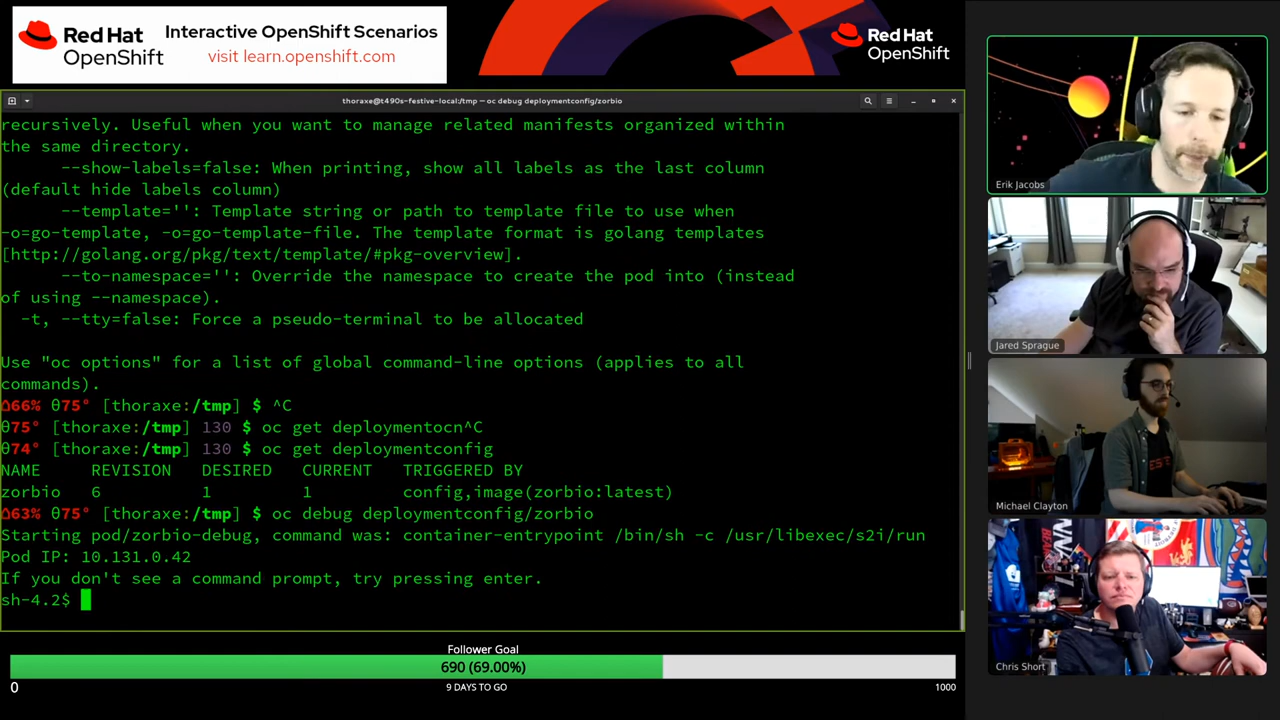 Red Hat
OpenShift
Interactive OpenShift Scenarios
visit learn.openshift.com
Red Hat
OpenShift
thoraxe@t490s-festive-local:/tmp — oc debug deploymentconfig/zorbio
recursively. Useful when you want to manage related manifests organized within
the same directory.
--show-labels=false: When printing, show all labels as the last column
(default hide labels column)
--template='': Template string or path to template file to use when
-o=go-template, -o=go-template-file. The template format is golang templates
[http://golang.org/pkg/text/template/#pkg-overview].
--to-namespace='': Override the namespace to create the pod into (instead
of using --namespace).
-t, --tty=false: Force a pseudo-terminal to be allocated
Use "oc options" for a list of global command-line options (applies to all
commands).
⌂66% θ75° [thoraxe:/tmp] $ ^C
θ75° [thoraxe:/tmp] 130 $ oc get deploymentocn^C
θ74° [thoraxe:/tmp] 130 $ oc get deploymentconfig
NAME REVISION DESIRED CURRENT TRIGGERED BY
zorbio 6 1 1 config,image(zorbio:latest)
⌂63% θ75° [thoraxe:/tmp] $ oc debug deploymentconfig/zorbio
Starting pod/zorbio-debug, command was: container-entrypoint /bin/sh -c /usr/libexec/s2i/run
Pod IP: 10.131.0.42
If you don't see a command prompt, try pressing enter.
sh-4.2$
Follower Goal
690 (69.00%)
0
9 DAYS TO GO
1000
Erik Jacobs
Jared Sprague
Michael Clayton
Chris Short